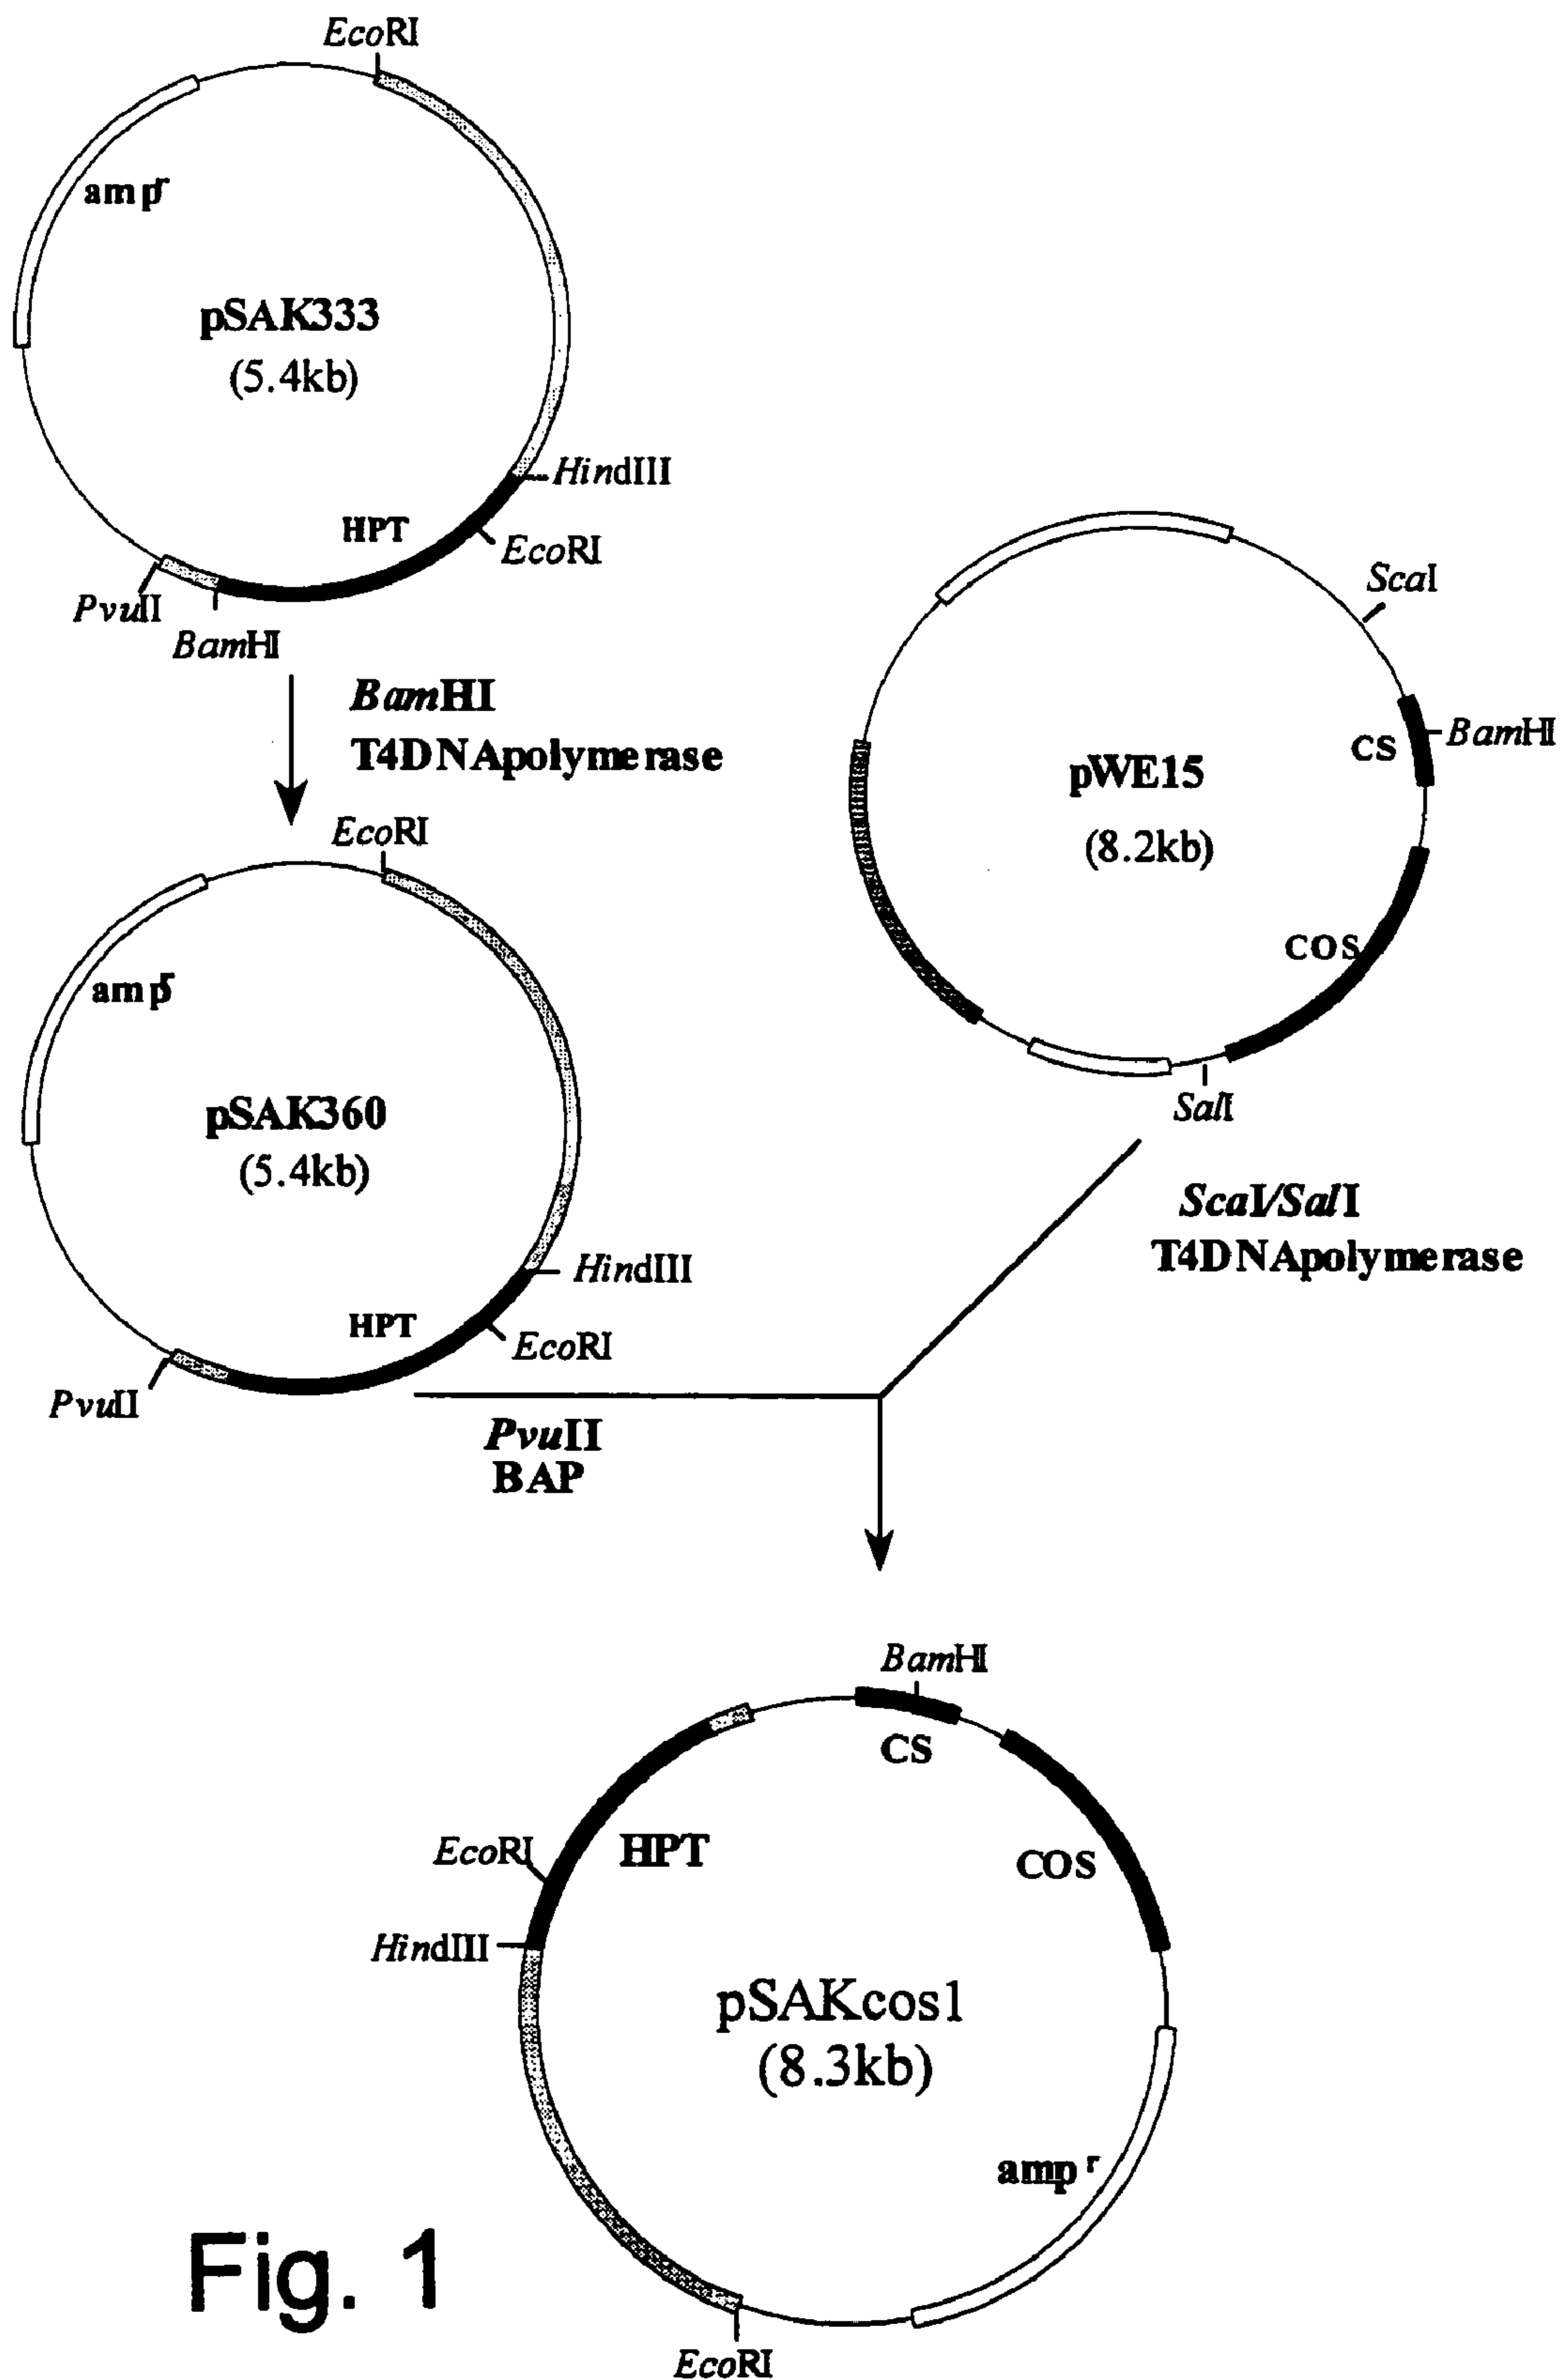 EcoRI
ampr
pSAK333
(5.4kb)
HindIII
HPT
EcoRI
PvuII
BamHI
BamHI
T4DNApolymerase
ScaI
BamHI
CS
pWE15
(8.2kb)
COS
SalI
EcoRI
ampr
pSAK360
(5.4kb)
HindIII
HPT
EcoRI
PvuII
ScaI/SalI
T4DNApolymerase
PvuII
BAP
BamHI
CS
EcoRI
HPT
COS
HindIII
pSAKcos1
(8.3kb)
amp r
Fig. 1
EcoRI